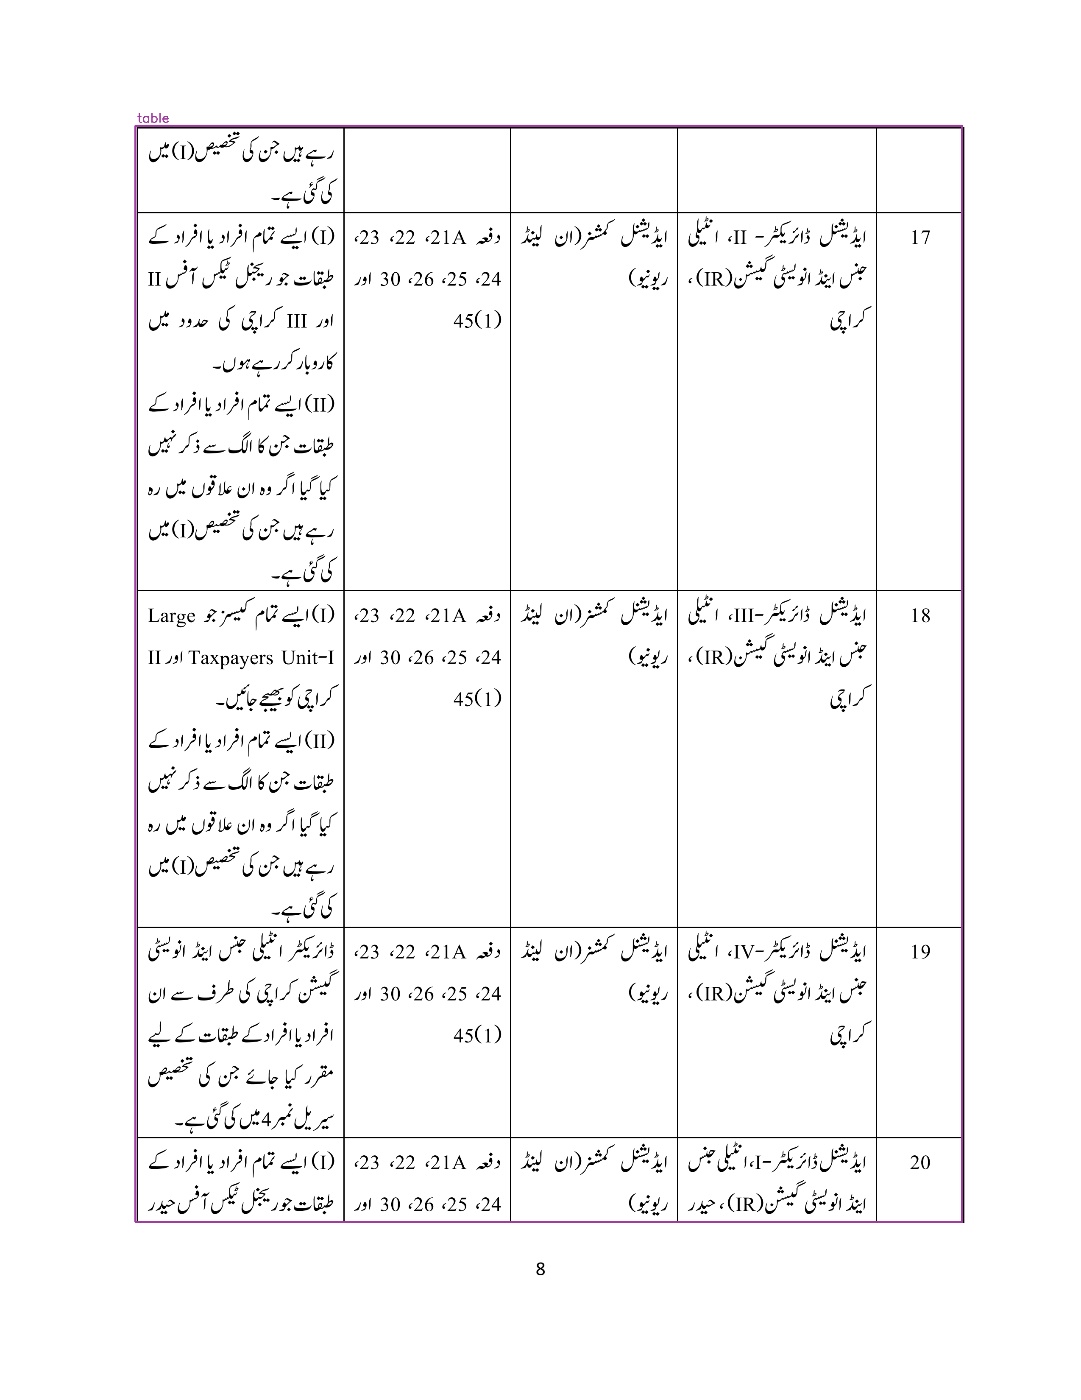 table
رہے ہیں جن کی تخصیص (I) میں
کی گئی ہے۔
17
ایڈیشنل ڈائریکٹر- II، انٹیلی
جنس اینڈ انویسٹی گیشن (IR)،
کراچی
ایڈیشنل کمشنر (ان لینڈ
ریونیو)
دفعہ 21A، 22، 23،
24، 25، 26، 30 اور
45(1)
(I) ایسے تمام افراد یا افراد کے
طبقات جو ریجنل ٹیکس آفس II
اور III کراچی کی حدود میں
کاروبار کر رہے ہوں۔
(II) ایسے تمام افراد یا افراد کے
طبقات جن کا الگ سے ذکر نہیں
کیا گیا اگر وہ ان علاقوں میں رہ
رہے ہیں جن کی تخصیص (I) میں
کی گئی ہے۔
18
ایڈیشنل ڈائریکٹر-III، انٹیلی
جنس اینڈ انویسٹی گیشن (IR)،
کراچی
ایڈیشنل کمشنر (ان لینڈ
ریونیو)
دفعہ 21A، 22، 23،
24، 25، 26، 30 اور
45(1)
(I) ایسے تمام کیسز جو Large
Taxpayers Unit-I اور II
کراچی کو بھیجے جائیں۔
(II) ایسے تمام افراد یا افراد کے
طبقات جن کا الگ سے ذکر نہیں
کیا گیا اگر وہ ان علاقوں میں رہ
رہے ہیں جن کی تخصیص (I) میں
کی گئی ہے۔
19
ایڈیشنل ڈائریکٹر-IV، انٹیلی
جنس اینڈ انویسٹی گیشن (IR)،
کراچی
ایڈیشنل کمشنر (ان لینڈ
ریونیو)
دفعہ 21A، 22، 23،
24، 25، 26، 30 اور
45(1)
ڈائریکٹر انٹیلی جنس اینڈ انویسٹی
گیشن کراچی کی طرف سے ان
افراد یا افراد کے طبقات کے لیے
مقرر کیا جائے جن کی تخصیص
سیریل نمبر 4 میں کی گئی ہے۔
20
ایڈیشنل ڈائریکٹر -I، انٹیلی جنس
اینڈ انویسٹی گیشن (IR)، حیدر
ایڈیشنل کمشنر (ان لینڈ
ریونیو)
دفعہ 21A، 22، 23،
24، 25، 26، 30 اور
(I) ایسے تمام افراد یا افراد کے
طبقات جو ریجنل ٹیکس آفس حیدر
8